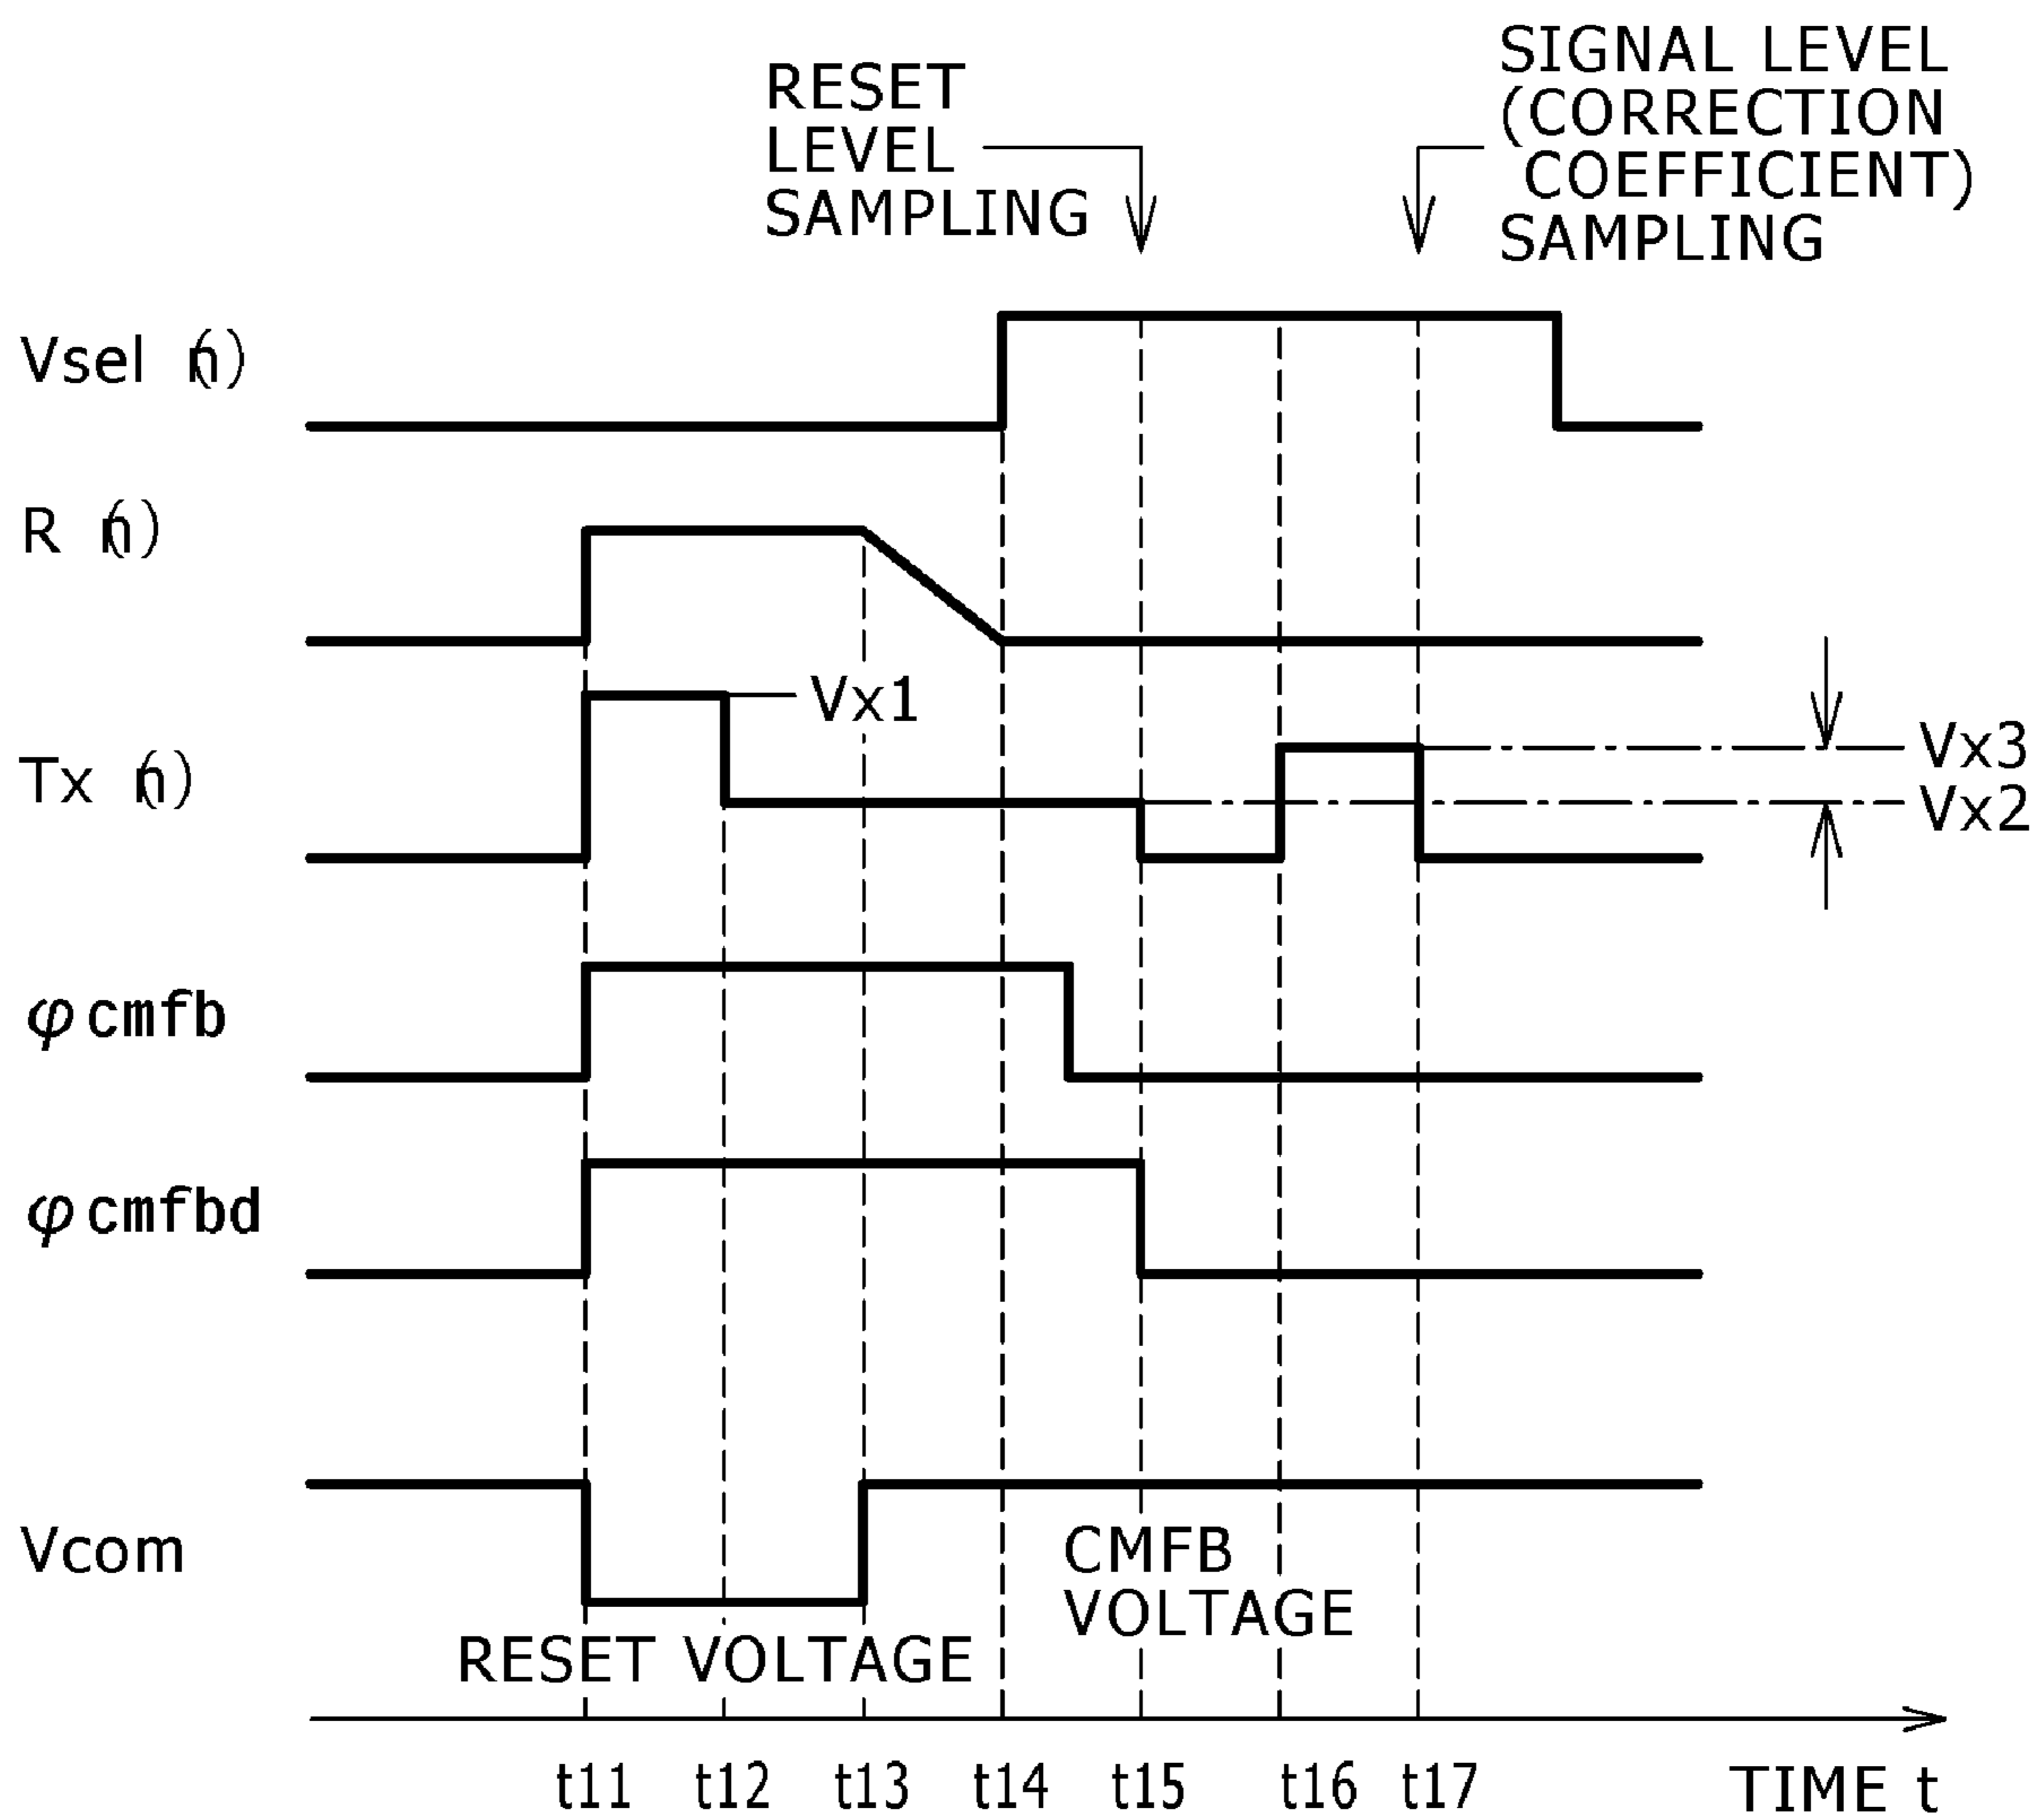 RESET
LEVEL
SAMPLING
SIGNAL LEVEL
(CORRECTION
COEFFICIENT)
SAMPLING
Vsel (n)
R (n)
Vx1
Tx (n)
Vx3
Vx2
φcmfb
φcmfbd
Vcom
CMFB
VOLTAGE
RESET VOLTAGE
t11 t12 t13 t14 t15 t16 t17 TIME t